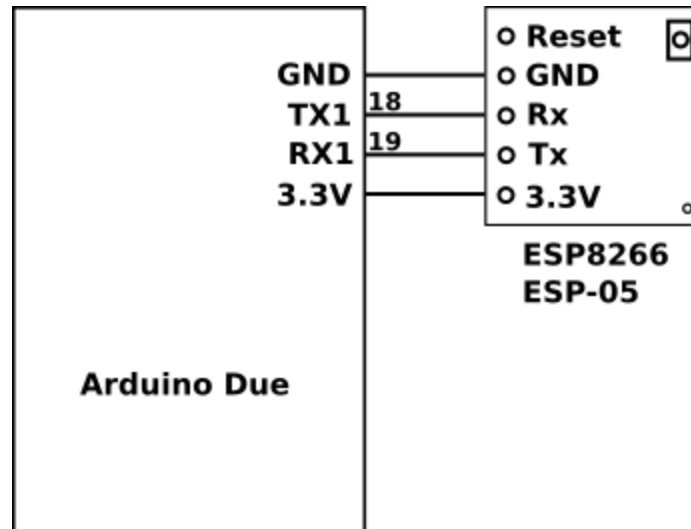 Reset
GND GND
TX1 18 Rx
RX1 19 Tx
3.3V 3.3V
ESP8266
ESP-05
Arduino Due